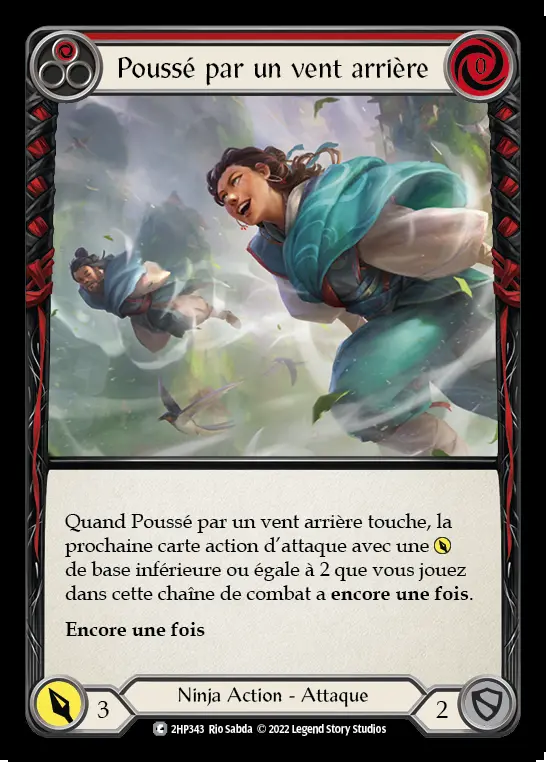 Poussé par un vent arrière
0
Quand Poussé par un vent arrière touche, la
prochaine carte action d'attaque avec une
de base inférieure ou égale à 2 que vous jouez
dans cette chaîne de combat a encore une fois.
Encore une fois
3
Ninja Action - Attaque
2
C 2HP343 Rio Sabda © 2022 Legend Story Studios